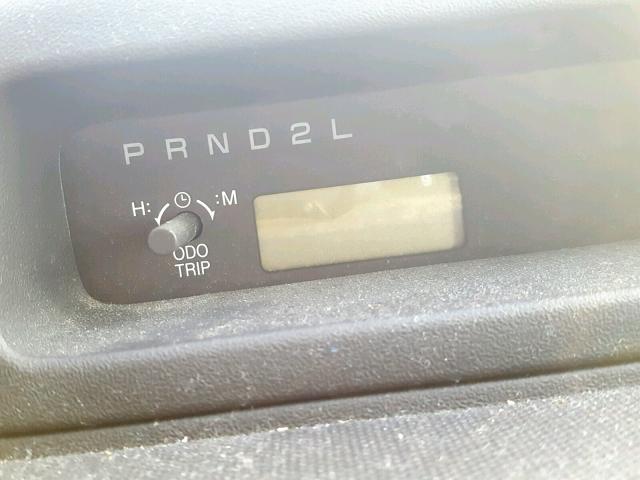 P R N D 2 L
H: :M
ODO
TRIP